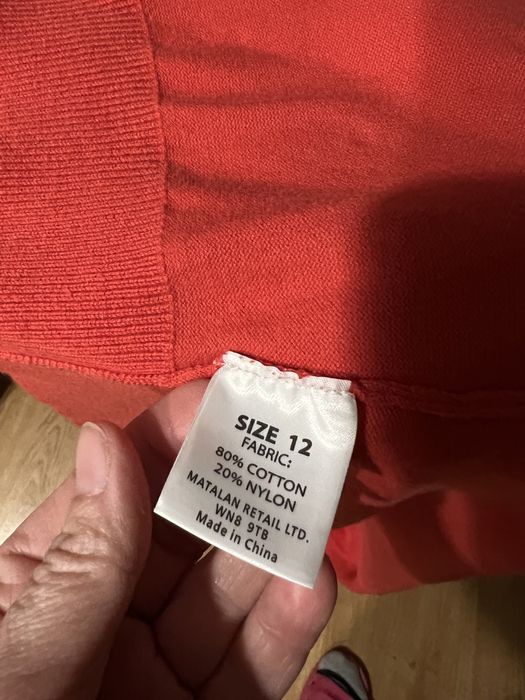 SIZE 12
FABRIC:
80% COTTON
20% NYLON
MATALAN RETAIL LTD.
WN8 9TB
Made in China